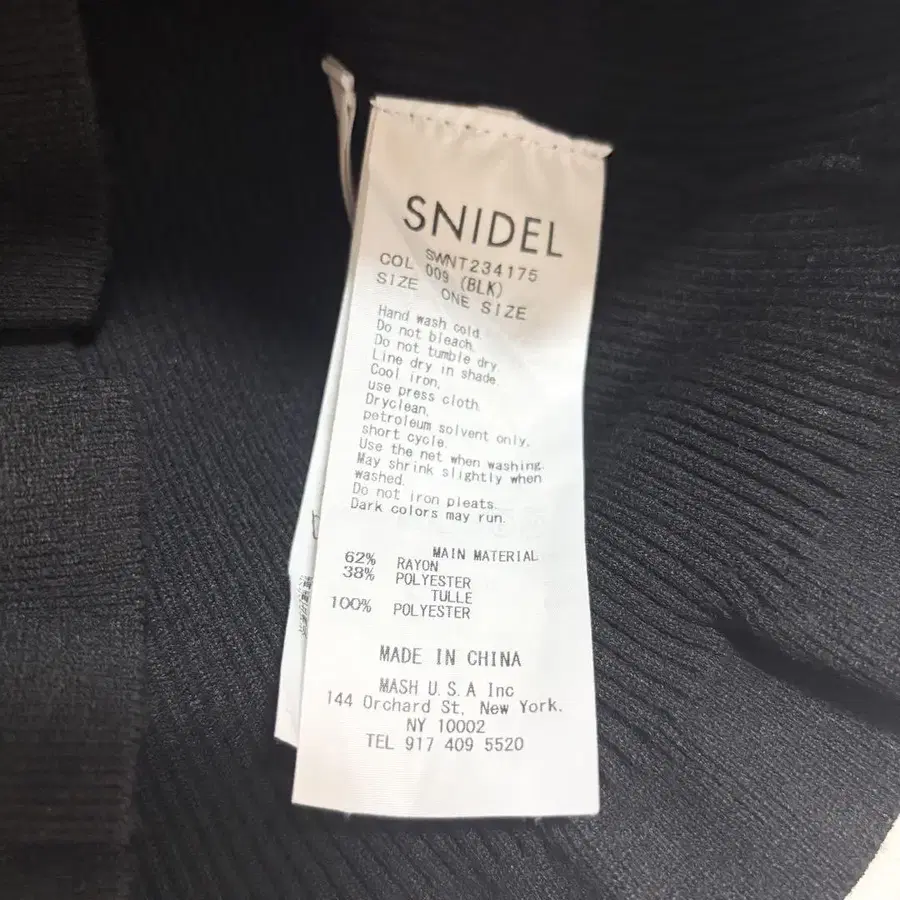 SNIDEL
SWNT234175
COL 009 (BLK)
SIZE ONE SIZE
Hand wash cold.
Do not bleach.
Do not tumble dry.
Line dry in shade.
Cool iron,
use press cloth.
Dryclean,
petroleum solvent only,
short cycle.
Use the net when washing.
May shrink slightly when
washed.
Do not iron pleats.
Dark colors may run.
MAIN MATERIAL
62% RAYON
38% POLYESTER
TULLE
100% POLYESTER
MADE IN CHINA
MASH U.S.A Inc
144 Orchard St, New York.
NY 10002
TEL 917 409 5520